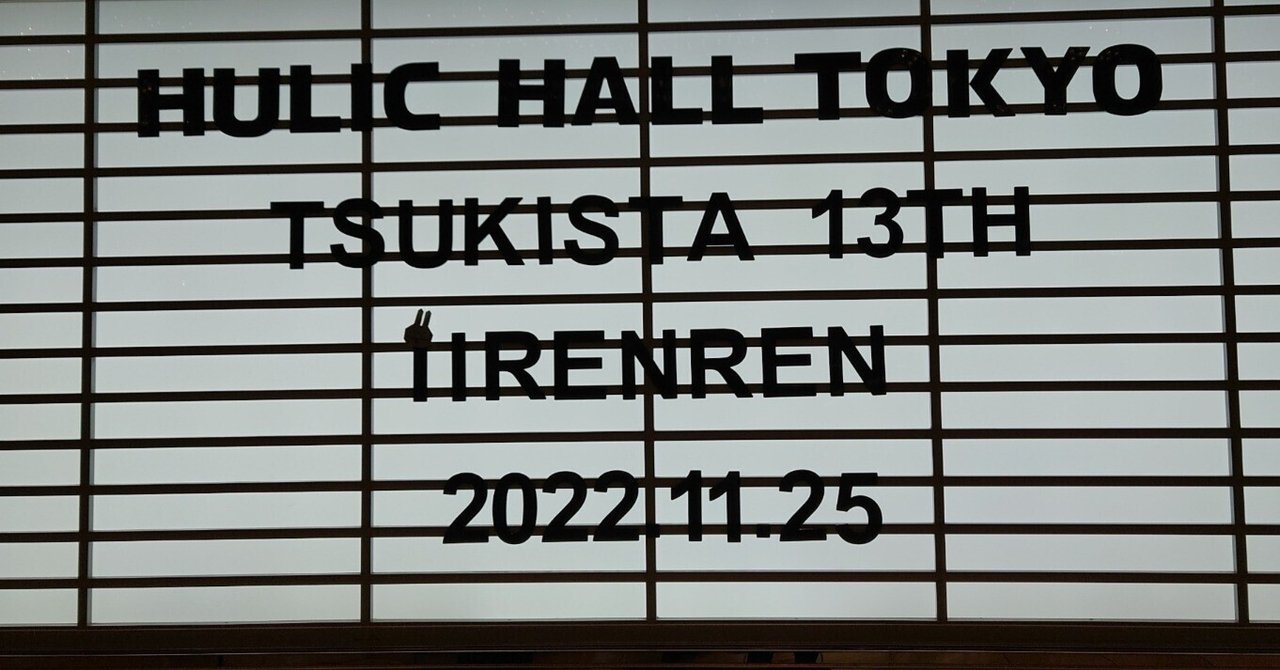 HULIC HALL TOKYO
TSUKISTA 13TH
IIRENREN
2022.11.25